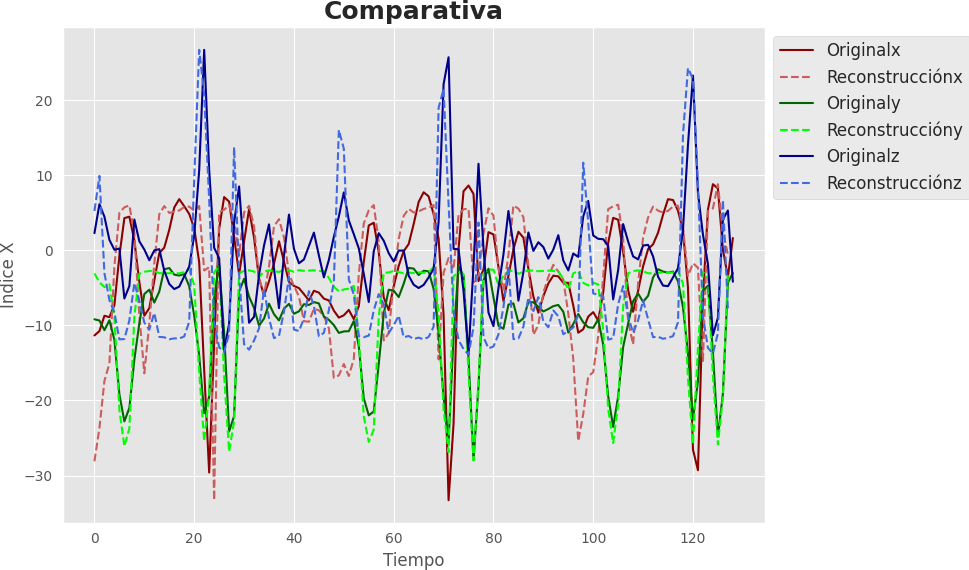 Comparativa
Indice X
20
10
0
−10
−20
−30
0
20
40
60
80
100
120
Tiempo
Originalx
Reconstrucciónx
Originaly
Reconstruccióny
Originalz
Reconstrucciónz